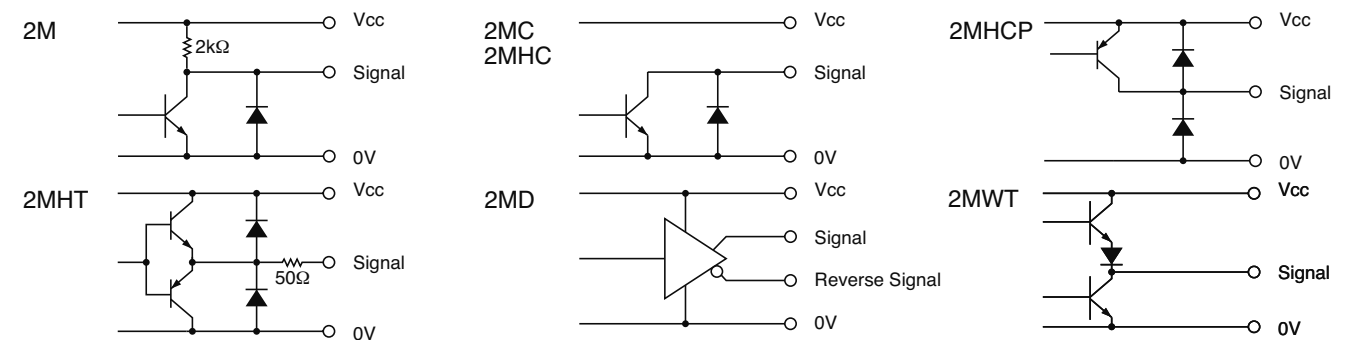 2M
Vcc
2kΩ
Signal
0V
2MC
2MHC
Vcc
Signal
0V
2MHCP
Vcc
Signal
0V
2MHT
Vcc
Signal
50Ω
0V
2MD
Vcc
Signal
Reverse Signal
0V
2MWT
Vcc
Signal
0V